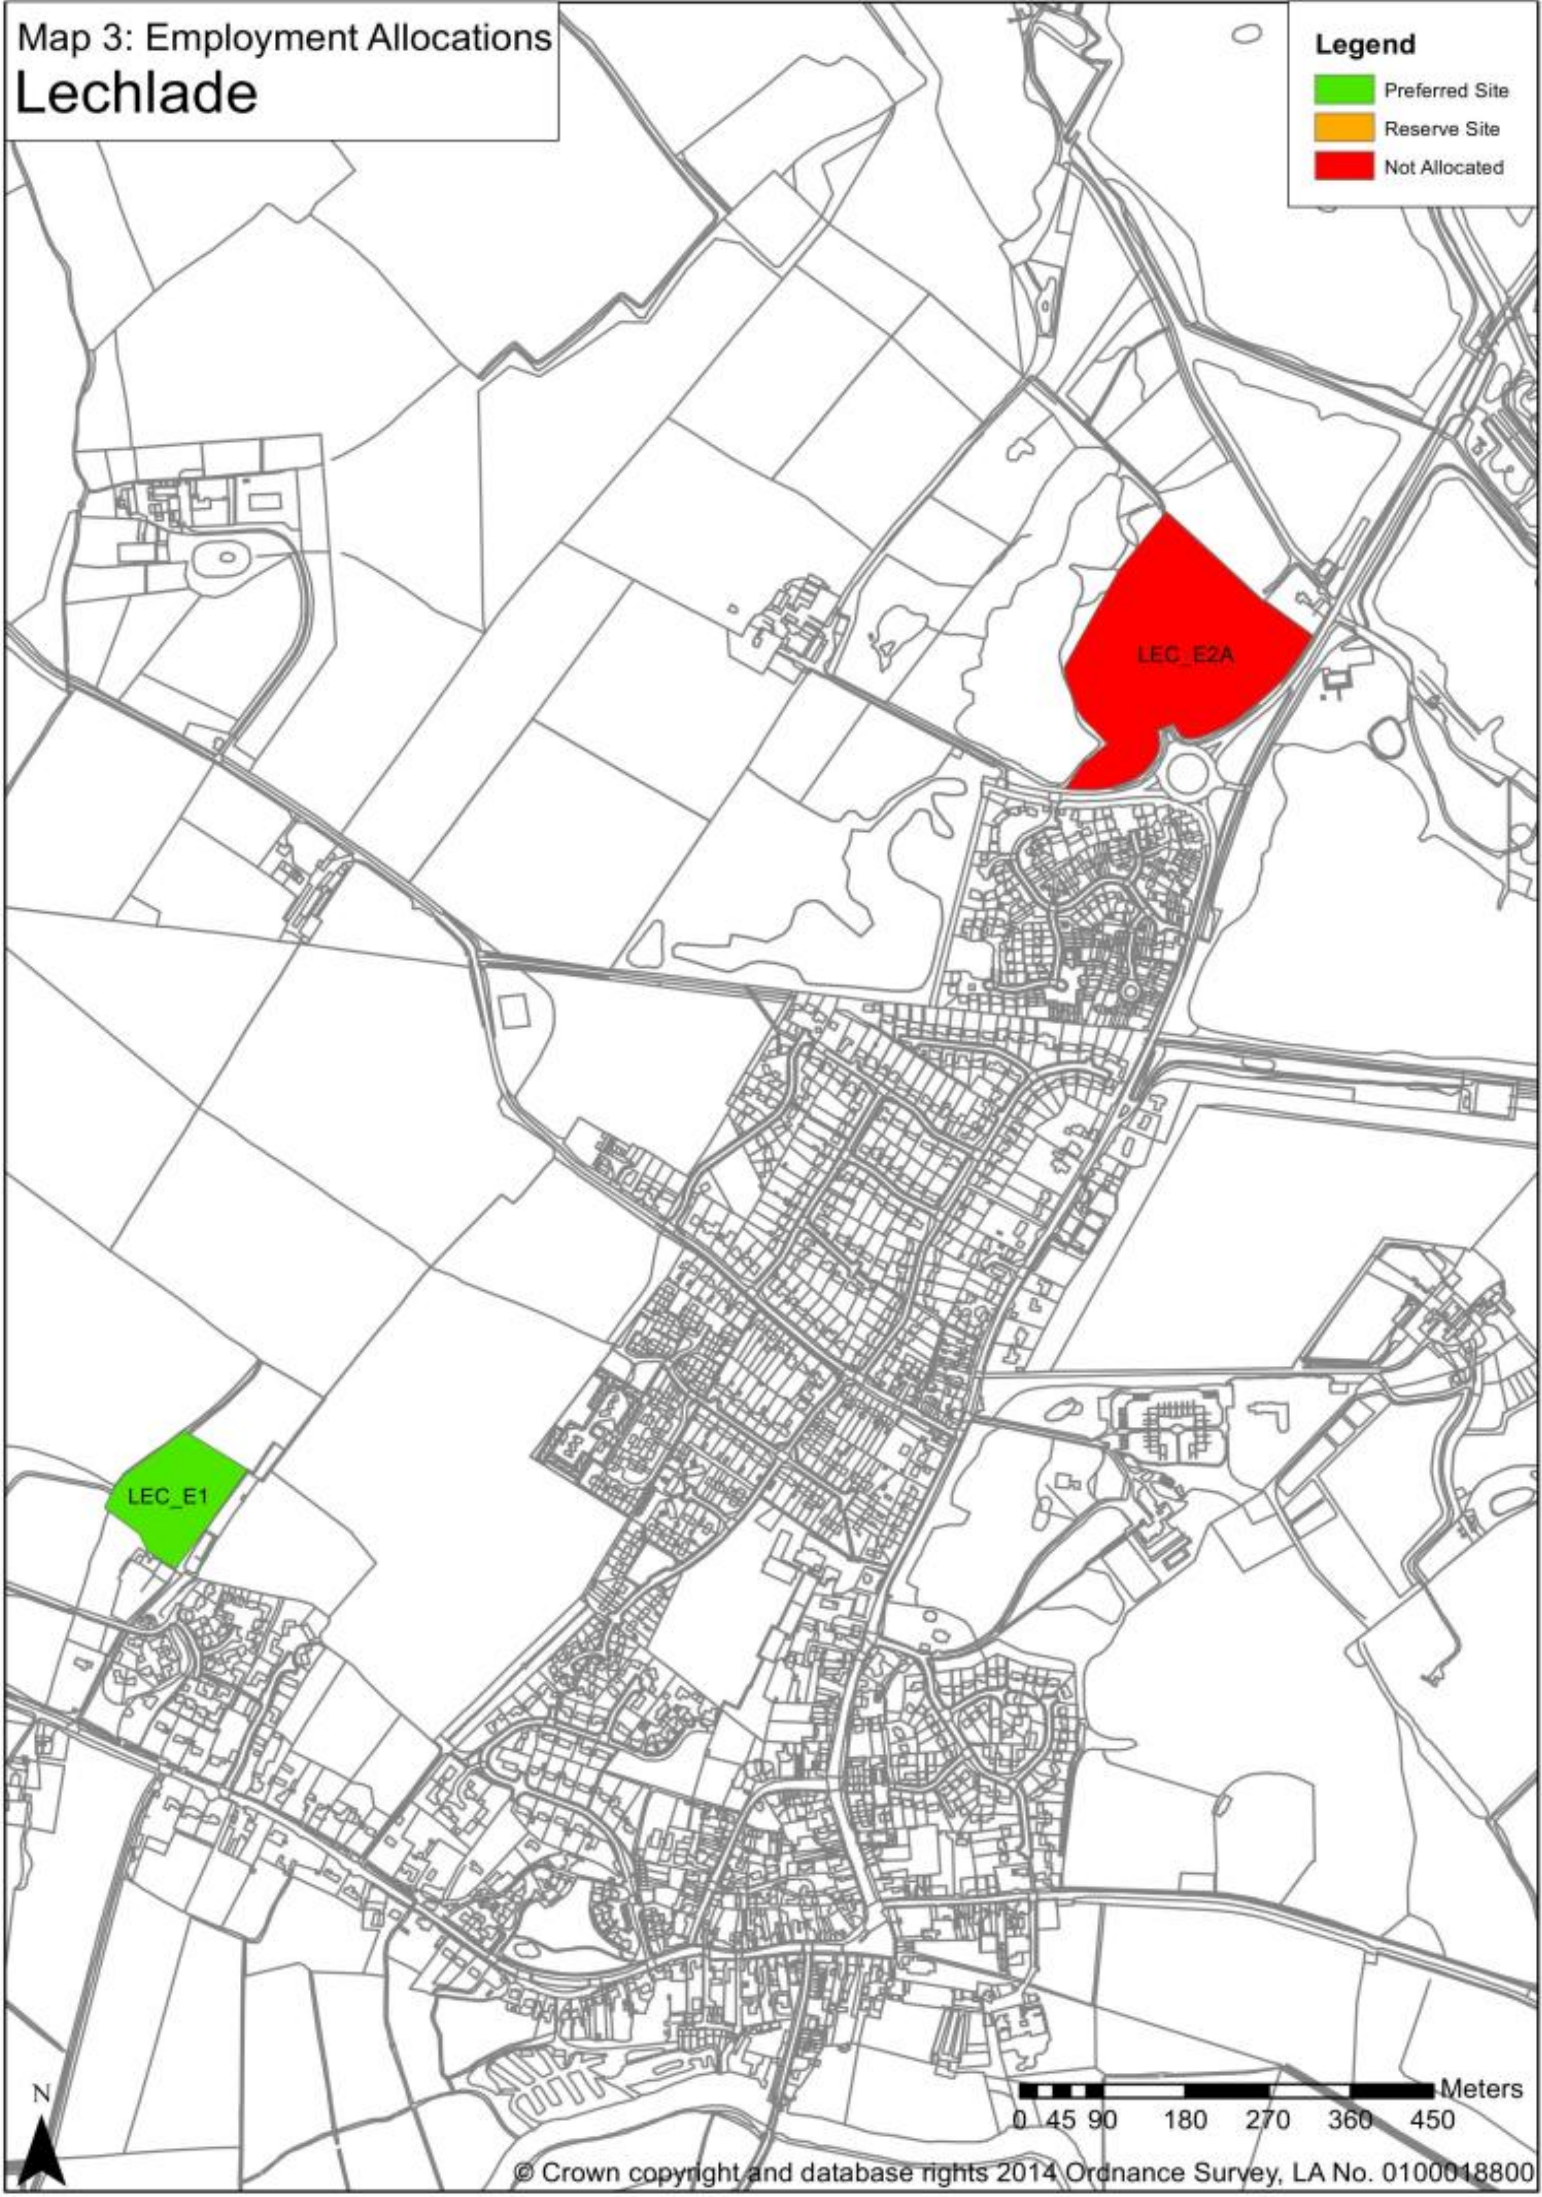 Map 3: Employment Allocations
Lechlade
Legend
Preferred Site
Reserve Site
Not Allocated
LEC_E2A
LEC_E1
N
Meters
0 45 90 180 270 360 450
© Crown copyright and database rights 2014 Ordnance Survey, LA No. 0100018800